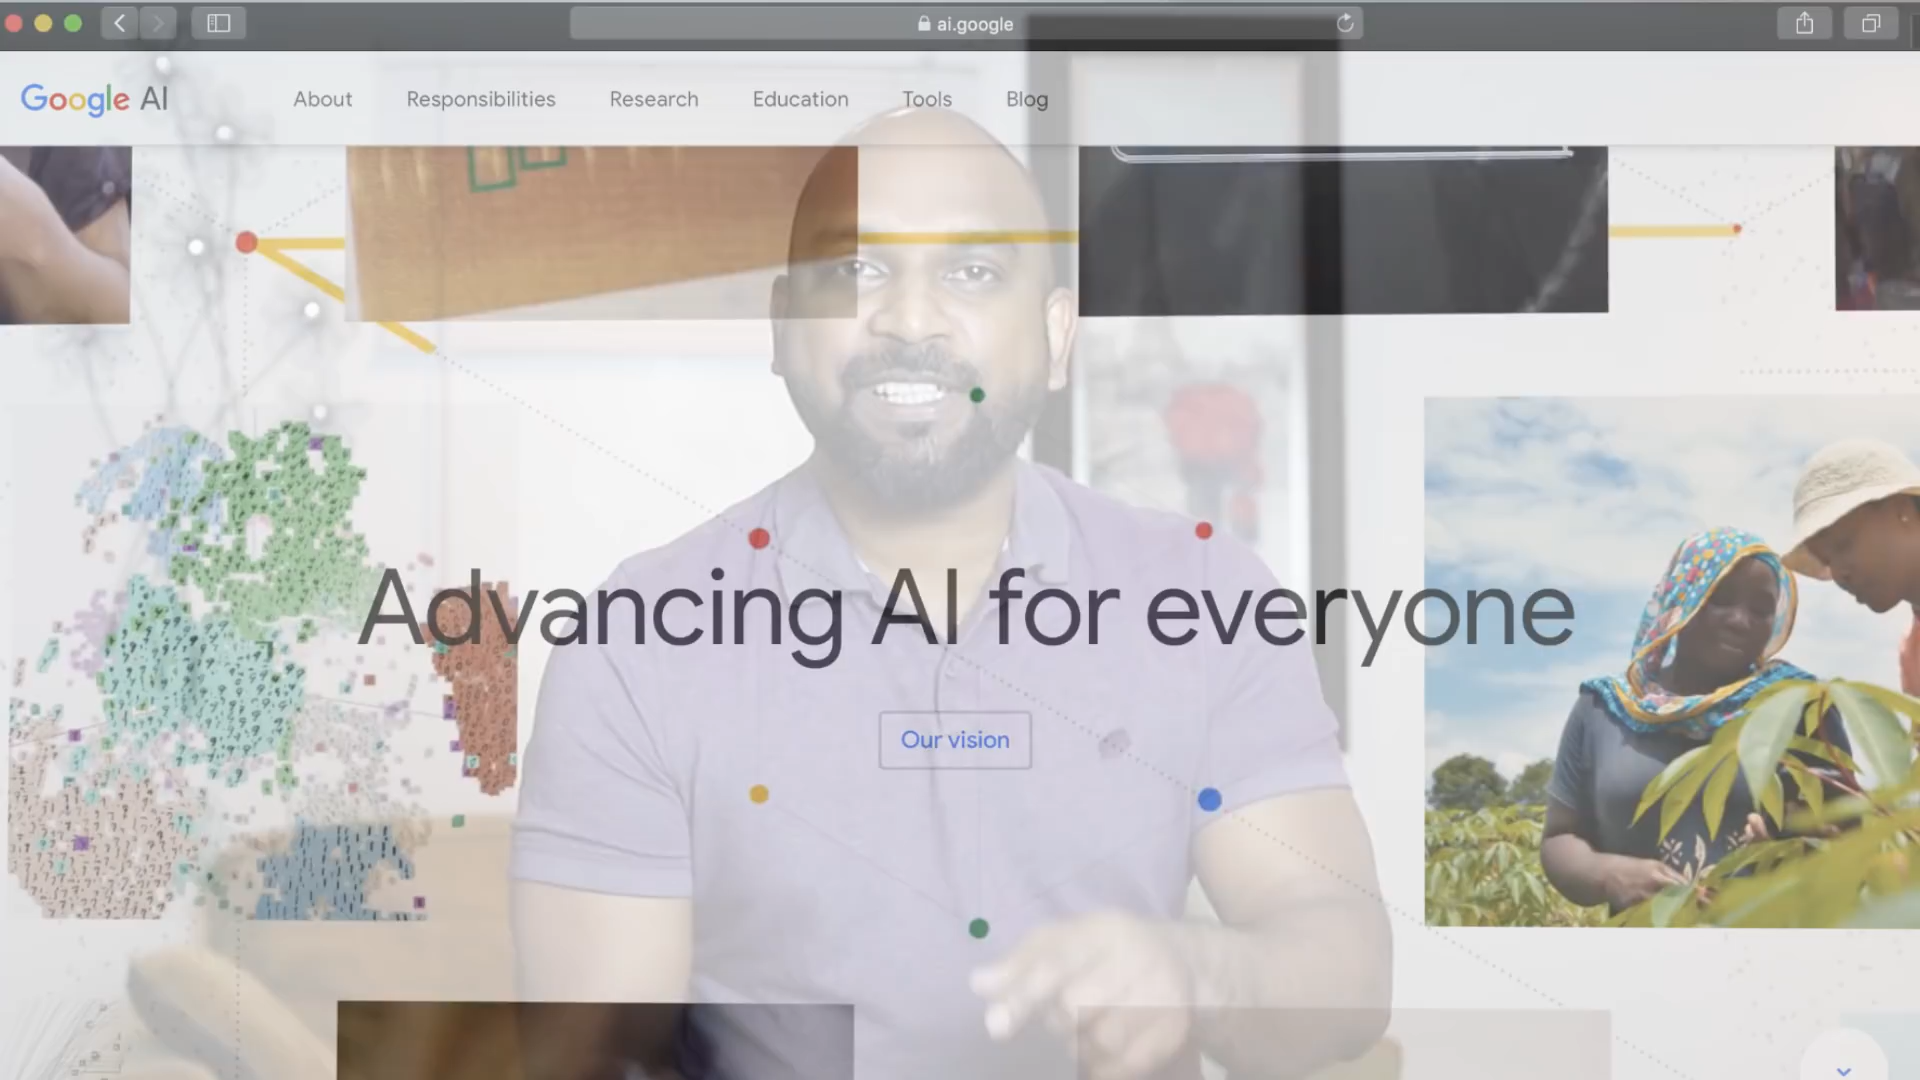 ai.google
Google AI
About
Responsibilities
Research
Education
Tools
Blog
Advancing AI for everyone
Our vision